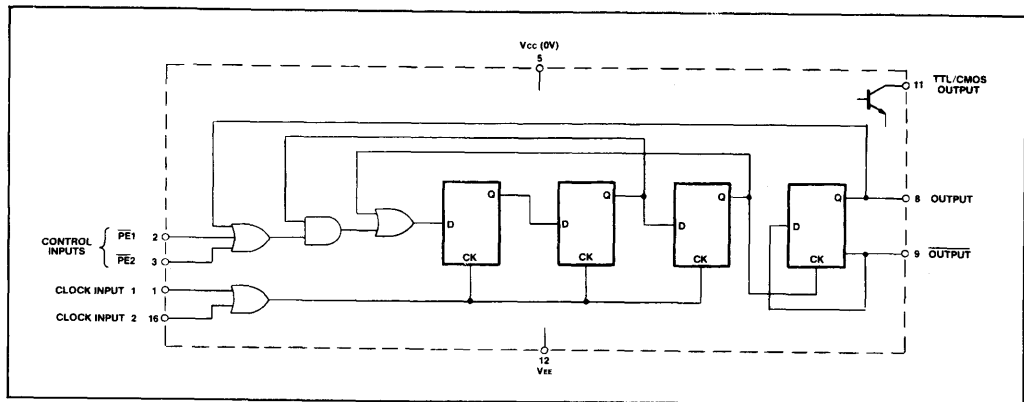 VCC (0V)
5
11 TTL/CMOS
OUTPUT
Q
Q
Q
Q
D
D
D
D
8 OUTPUT
CONTROL
INPUTS
PE1 2
PE2 3
CK
CK
CK
CK
9 OUTPUT
CLOCK INPUT 1 1
CLOCK INPUT 2 16
12
VEE